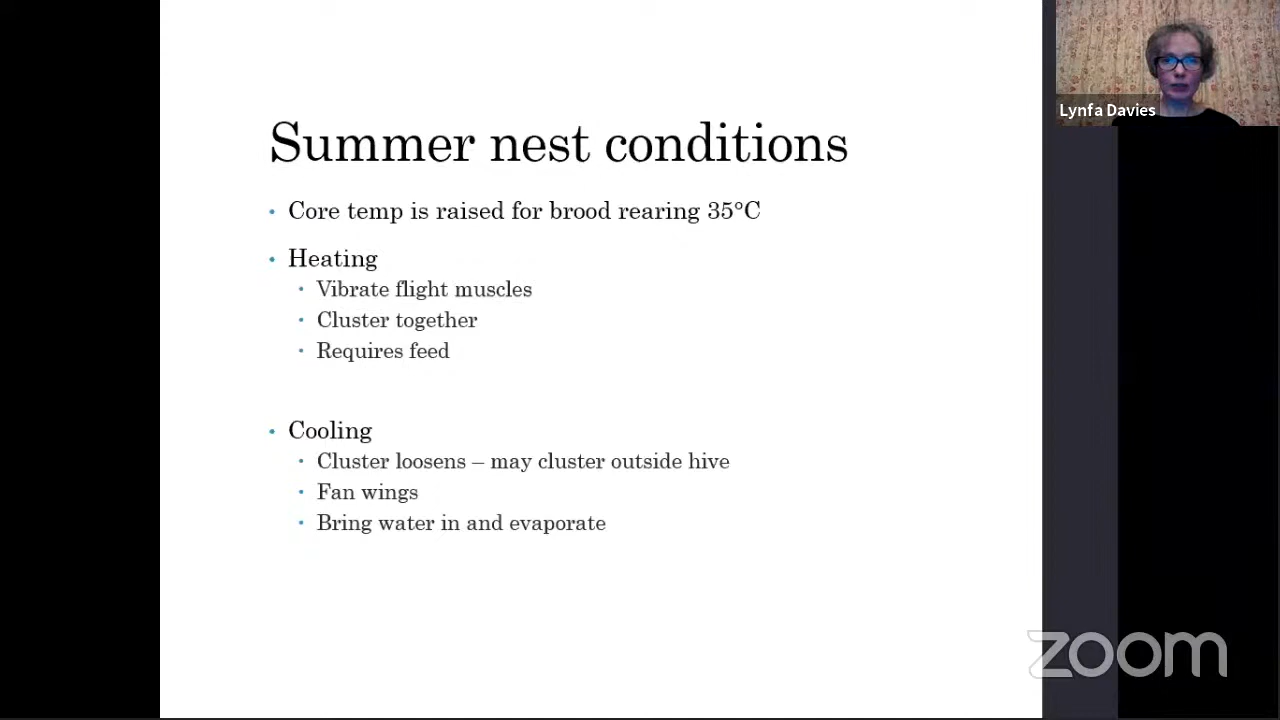 Summer nest conditions
• Core temp is raised for brood rearing 35°C
• Heating
• Vibrate flight muscles
• Cluster together
• Requires feed
• Cooling
• Cluster loosens – may cluster outside hive
• Fan wings
• Bring water in and evaporate
Lynfa Davies
zoom